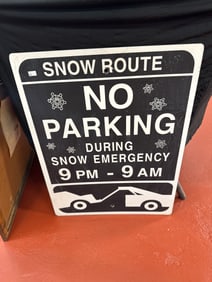 SNOW ROUTE
NO
PARKING
DURING
SNOW EMERGENCY
9 PM - 9 AM